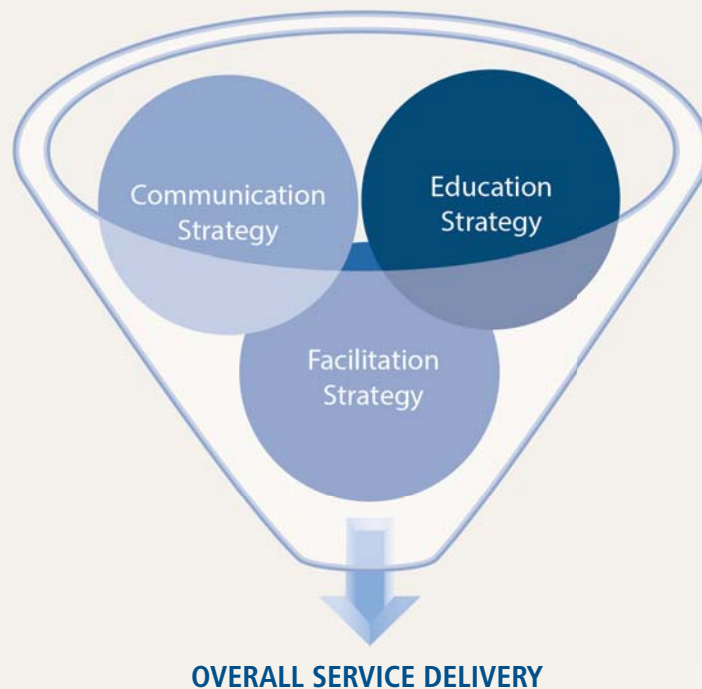 Communication
Strategy
Education
Strategy
Facilitation
Strategy
OVERALL SERVICE DELIVERY